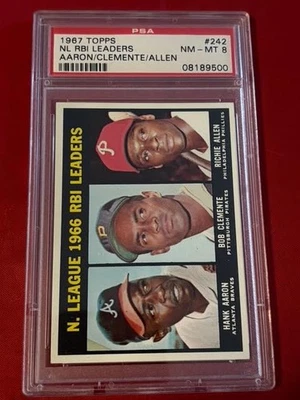 PSA
1967 TOPPS #242
NL RBI LEADERS NM-MT 8
AARON/CLEMENTE/ALLEN 08189500
N. LEAGUE 1966 RBI LEADERS
HANK AARON
ATLANTA BRAVES
BOB CLEMENTE
PITTSBURGH PIRATES
RICHIE ALLEN
PHILADELPHIA PHILLIES
P
P
A